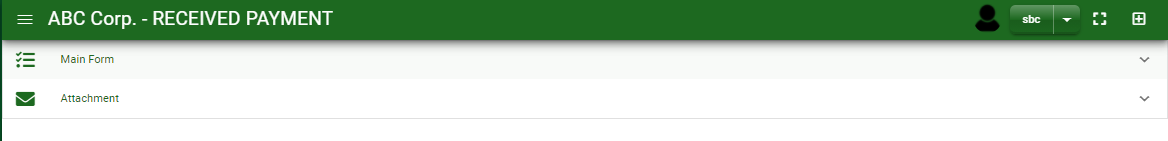 ABC Corp. - RECEIVED PAYMENT
sbc
Main Form
Attachment